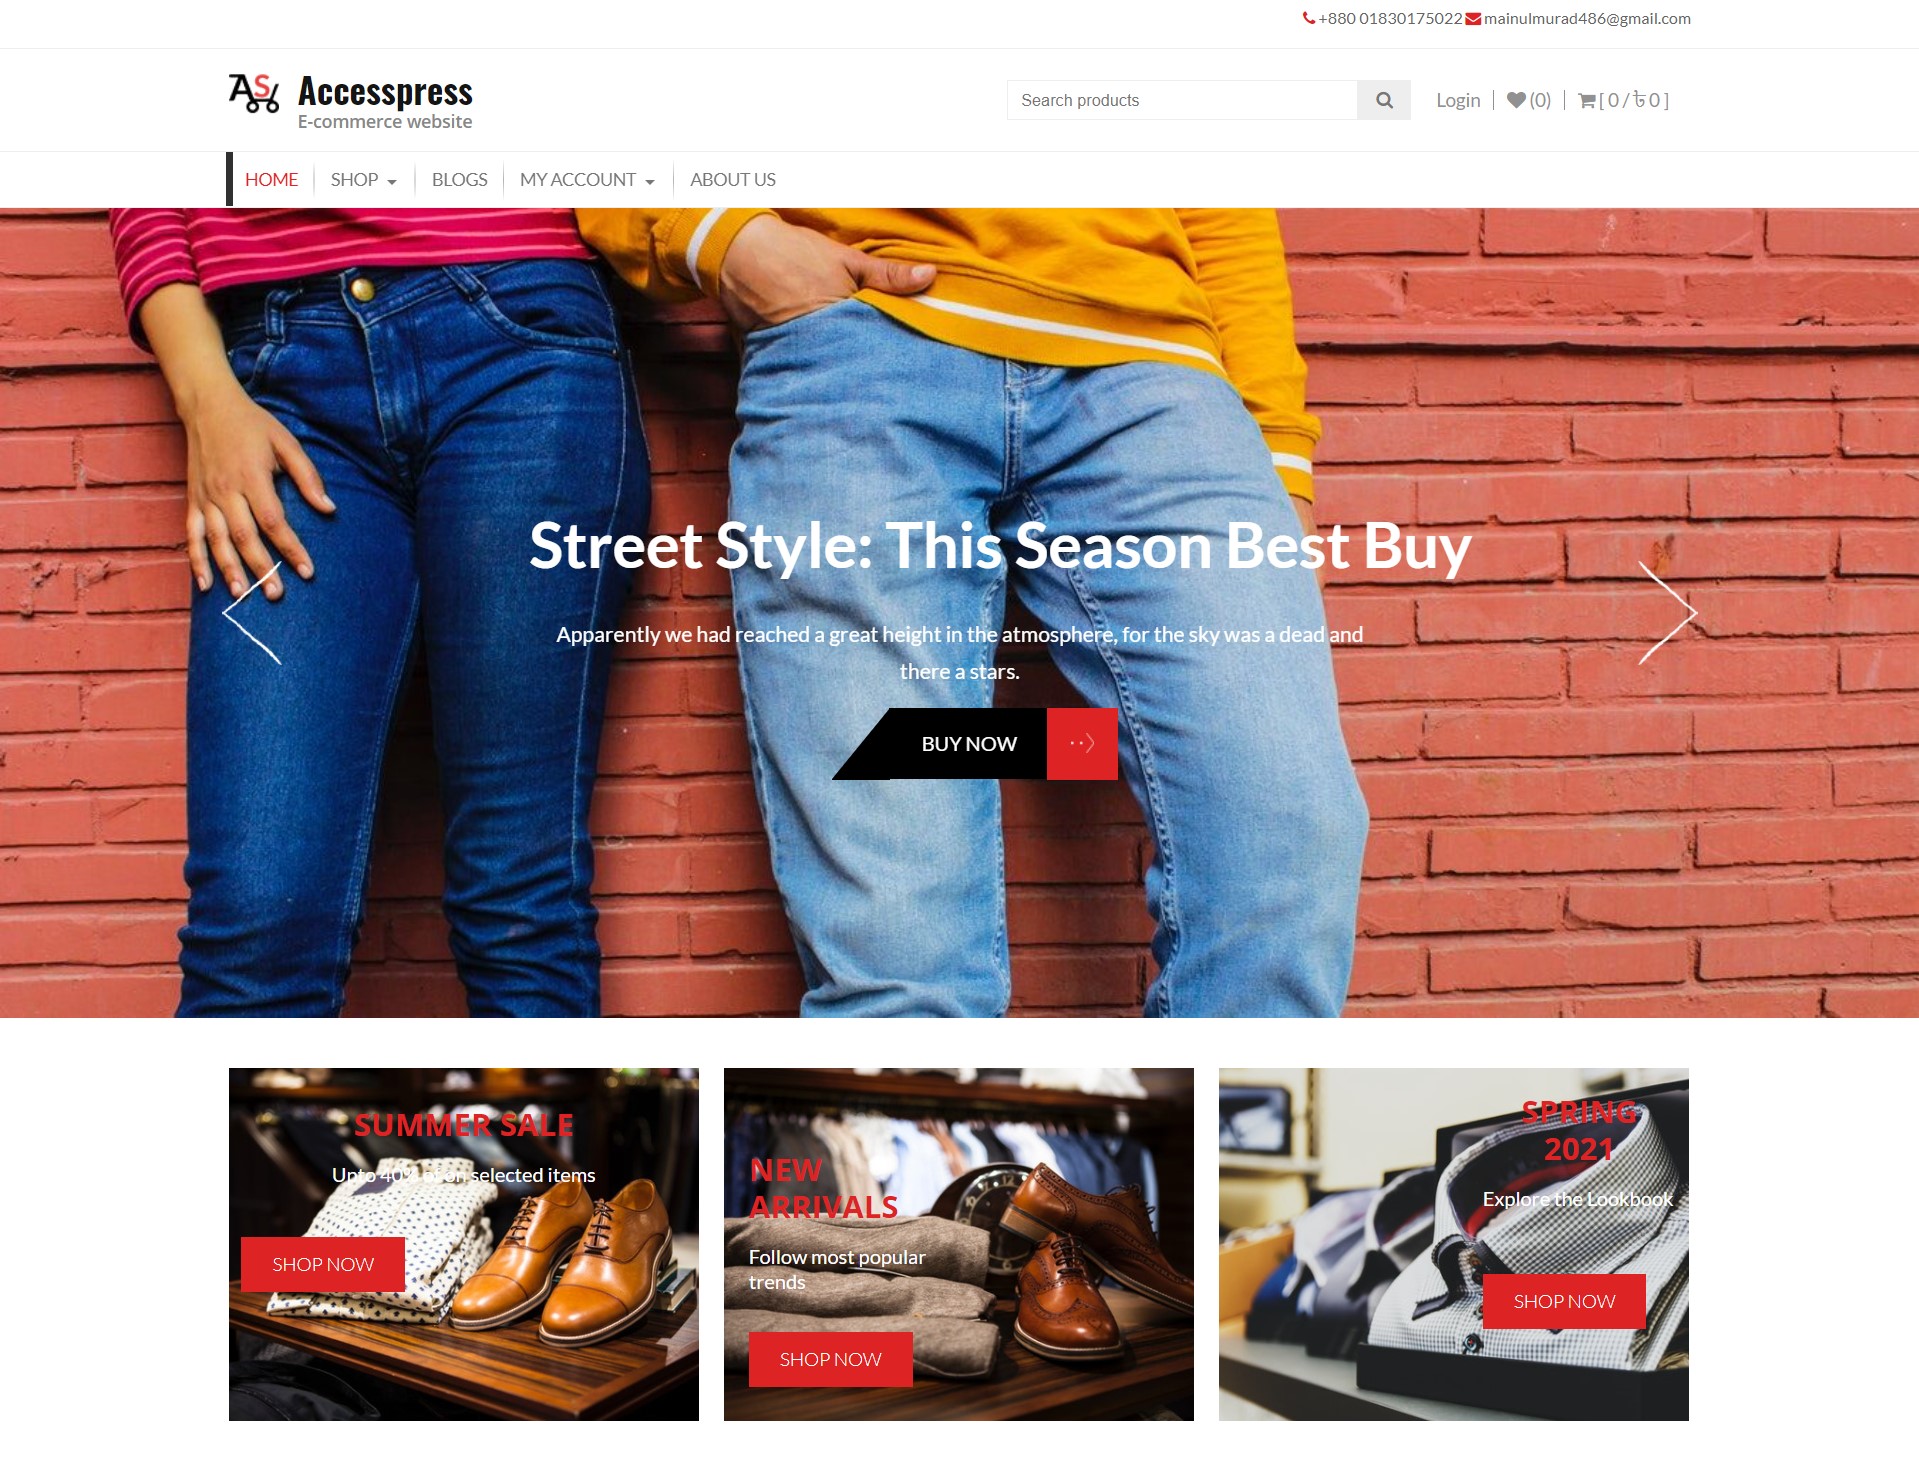 +880 01830175022 mainulmurad486@gmail.com
AS
Accesspress
E-commerce website
Search products
Login
(0)
[ 0 / ৳ 0 ]
HOME
SHOP
BLOGS
MY ACCOUNT
ABOUT US
Street Style: This Season Best Buy
Apparently we had reached a great height in the atmosphere, for the sky was a dead and
there a stars.
BUY NOW
SUMMER SALE
Upto 40% of on selected items
SHOP NOW
NEW
ARRIVALS
Follow most popular
trends
SHOP NOW
SPRING
2021
Explore the Lookbook
SHOP NOW